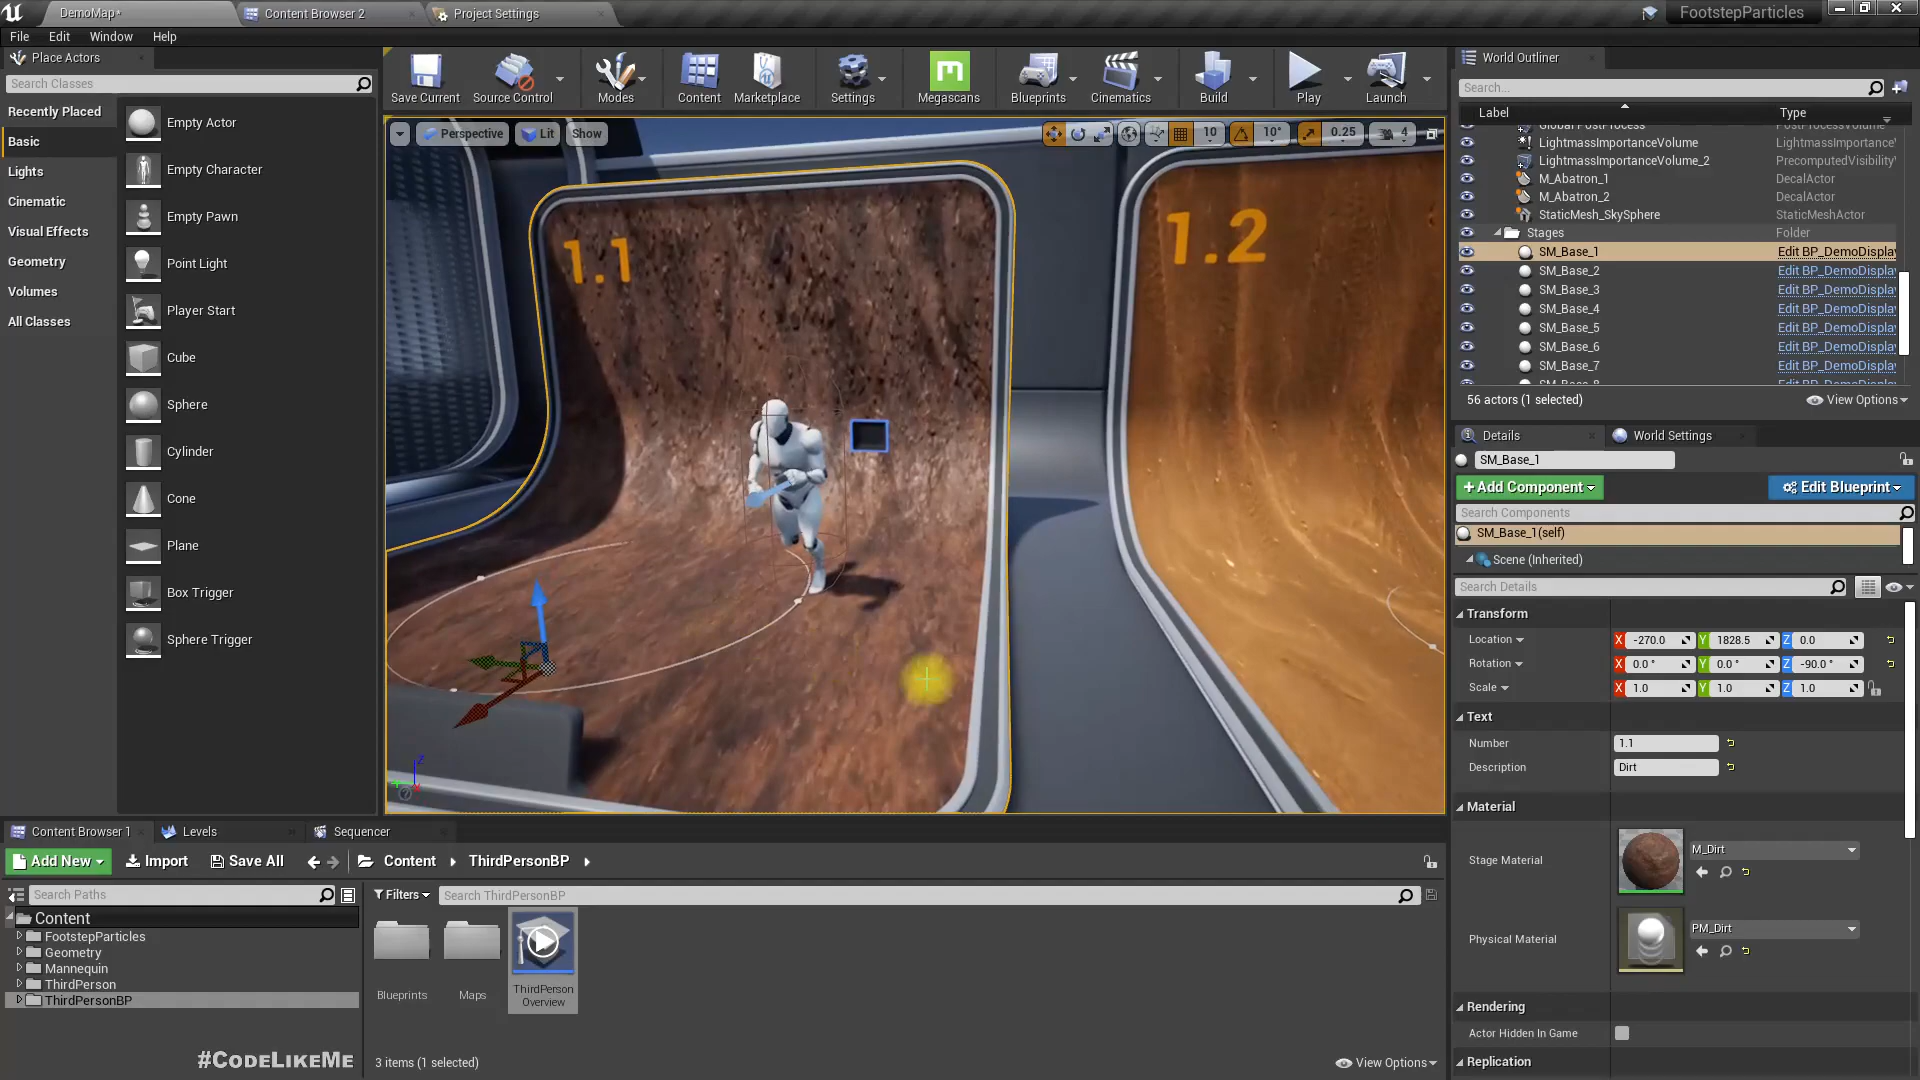 DemoMap*
Content Browser 2
Project Settings
FootstepParticles
File
Edit
Window
Help
Place Actors
Search Classes
Recently Placed
Basic
Lights
Cinematic
Visual Effects
Geometry
Volumes
All Classes
Empty Actor
Empty Character
Empty Pawn
Point Light
Player Start
Cube
Sphere
Cylinder
Cone
Plane
Box Trigger
Sphere Trigger
Save Current
Source Control
Modes
Content
Marketplace
Settings
Megascans
Blueprints
Cinematics
Build
Play
Launch
Perspective
Lit
Show
10
10°
0.25
4
1.1
1.2
World Outliner
Search...
Label
Type
LightmassImportanceVolume
LightmassImportanceVolume_2
PrecomputedVisibility
M_Abatron_1
DecalActor
M_Abatron_2
DecalActor
StaticMesh_SkySphere
StaticMeshActor
Stages
Folder
SM_Base_1
Edit BP_DemoDisplay
SM_Base_2
Edit BP_DemoDisplay
SM_Base_3
Edit BP_DemoDisplay
SM_Base_4
Edit BP_DemoDisplay
SM_Base_5
Edit BP_DemoDisplay
SM_Base_6
Edit BP_DemoDisplay
SM_Base_7
Edit BP_DemoDisplay
56 actors (1 selected)
View Options
Details
World Settings
SM_Base_1
+Add Component
Edit Blueprint
Search Components
SM_Base_1(self)
Scene (Inherited)
Search Details
Transform
Location
X -270.0
Y 1828.5
Z 0.0
Rotation
X 0.0 °
Y 0.0 °
Z -90.0 °
Scale
X 1.0
Y 1.0
Z 1.0
Text
Number
1.1
Description
Dirt
Material
Stage Material
M_Dirt
Physical Material
PM_Dirt
Rendering
Actor Hidden In Game
Replication
Content Browser 1
Levels
Sequencer
Add New
Import
Save All
Content
ThirdPersonBP
Search Paths
Filters
Search ThirdPersonBP
Content
FootstepParticles
Geometry
Mannequin
ThirdPerson
ThirdPersonBP
Blueprints
Maps
ThirdPerson
Overview
#CodeLikeMe
3 items (1 selected)
View Options